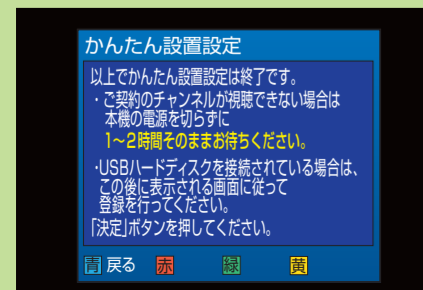 かんたん設置設定
以上でかんたん設置設定は終了です。
・ご契約のチャンネルが視聴できない場合は
本機の電源を切らずに
1～2時間そのままお待ちください。
･USBハードディスクを接続されている場合は、
この後に表示される画面に従って
登録を行ってください。
｢決定｣ボタンを押してください。
青 戻る 赤 緑 黄